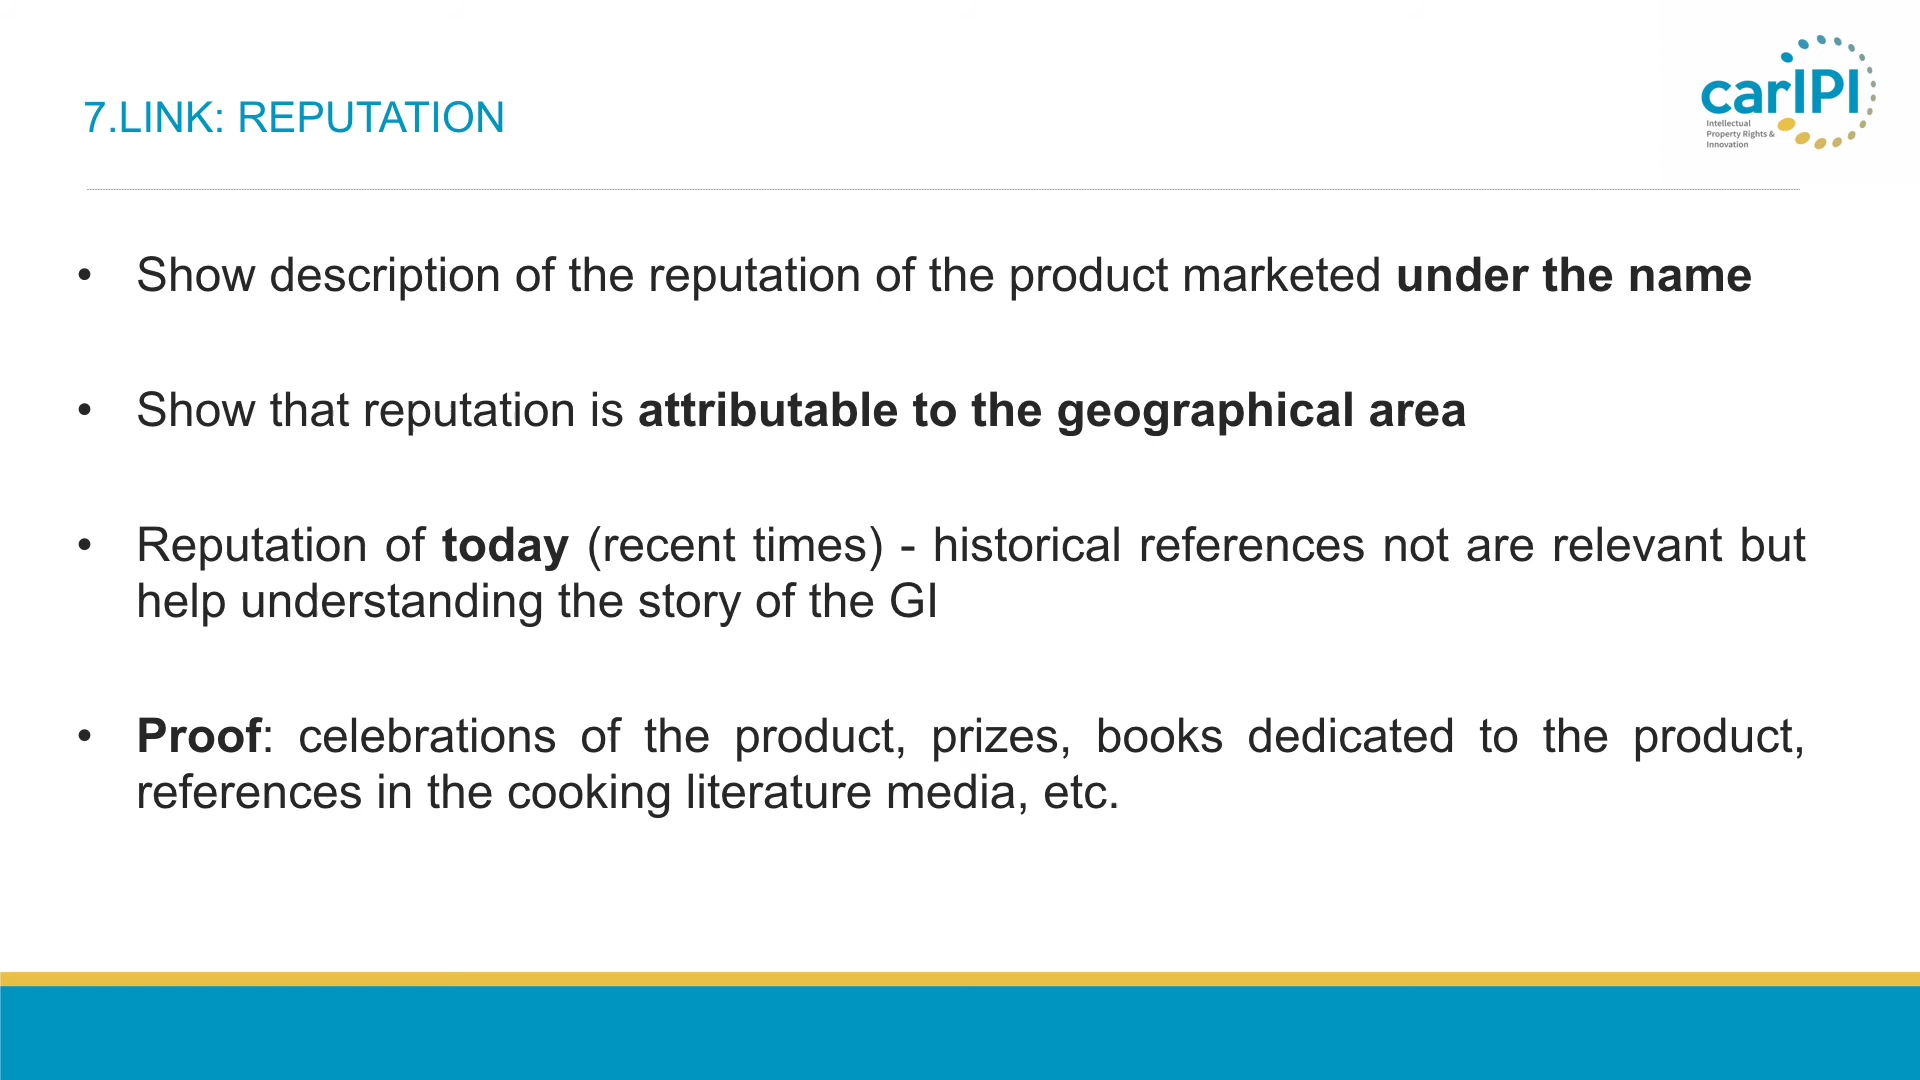 7.LINK: REPUTATION
carIPI
Intellectual
Property Rights &
Innovation
• Show description of the reputation of the product marketed under the name
• Show that reputation is attributable to the geographical area
• Reputation of today (recent times) - historical references not are relevant but
help understanding the story of the GI
• Proof: celebrations of the product, prizes, books dedicated to the product,
references in the cooking literature media, etc.